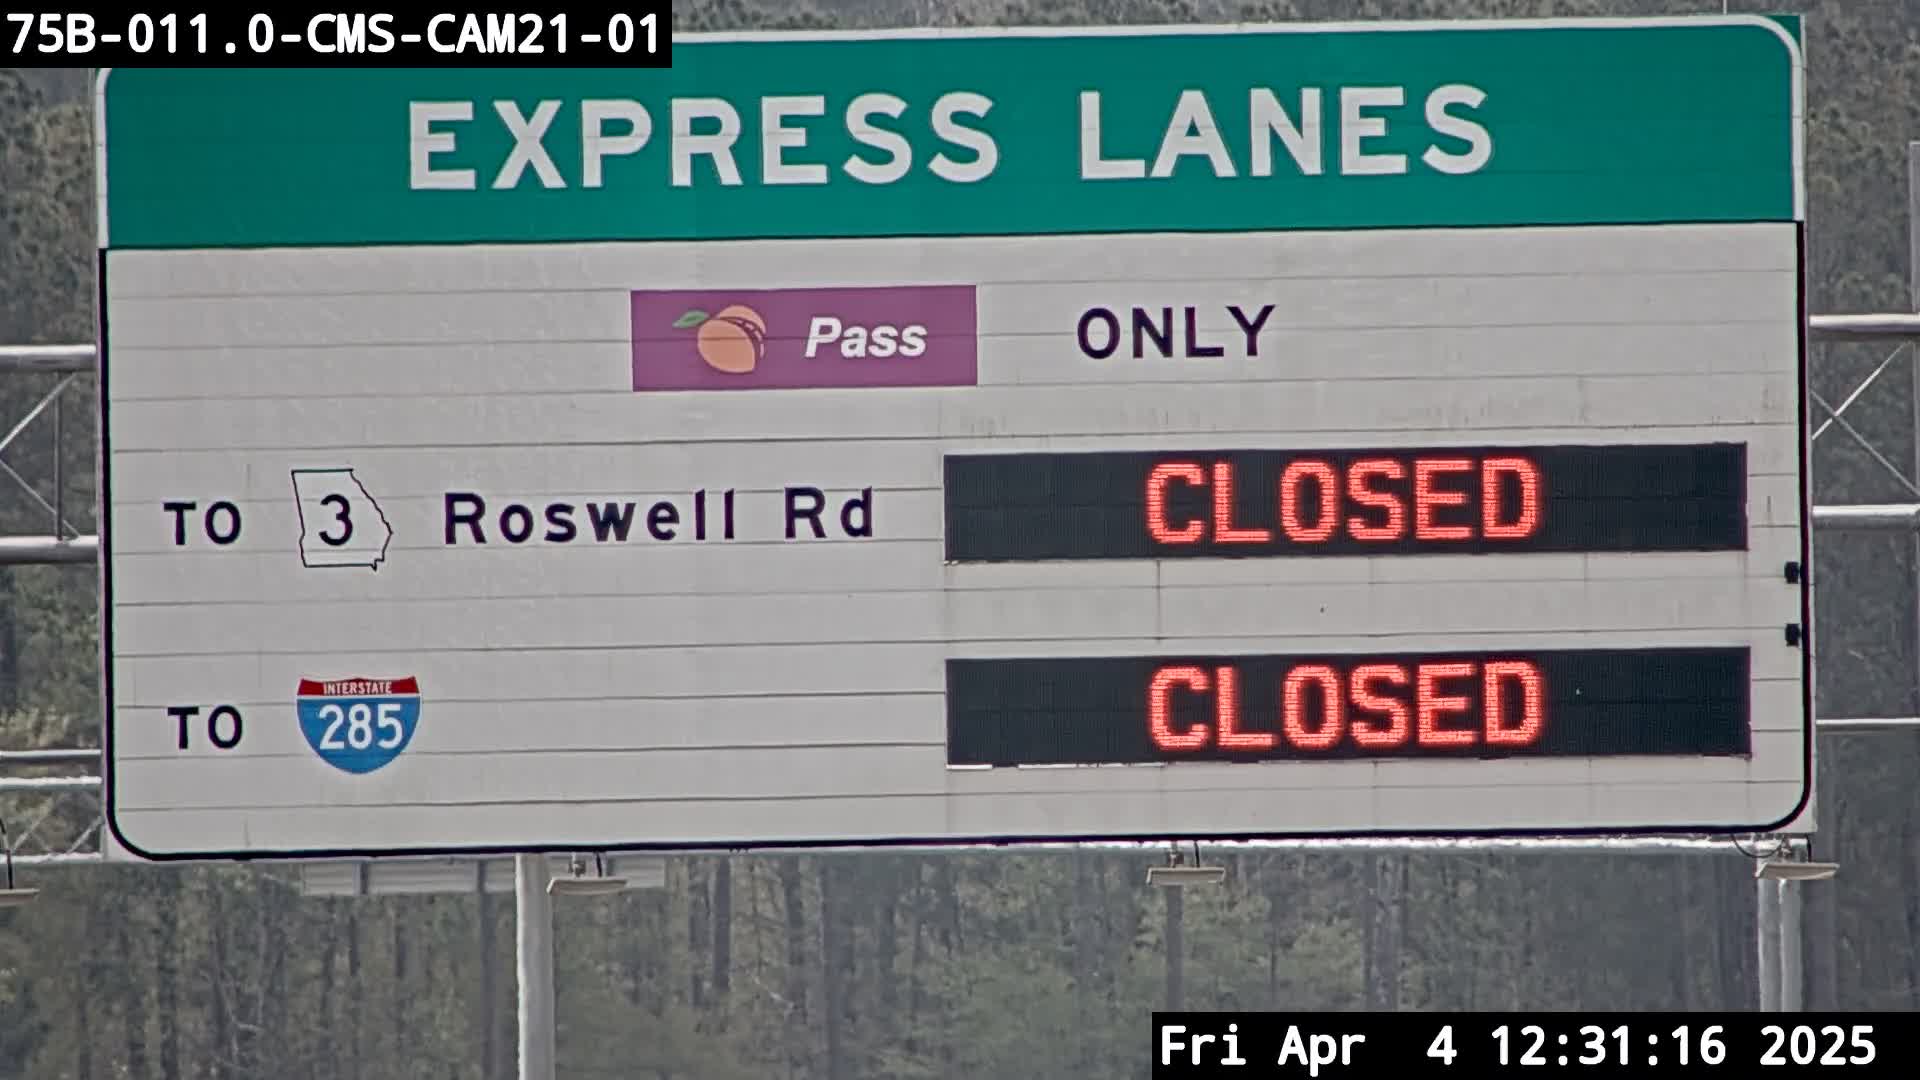 75B-011.0-CMS-CAM21-01
EXPRESS LANES
Pass ONLY
TO 3 Roswell Rd CLOSED
INTERSTATE
TO 285 CLOSED
Fri Apr 4 12:31:16 2025